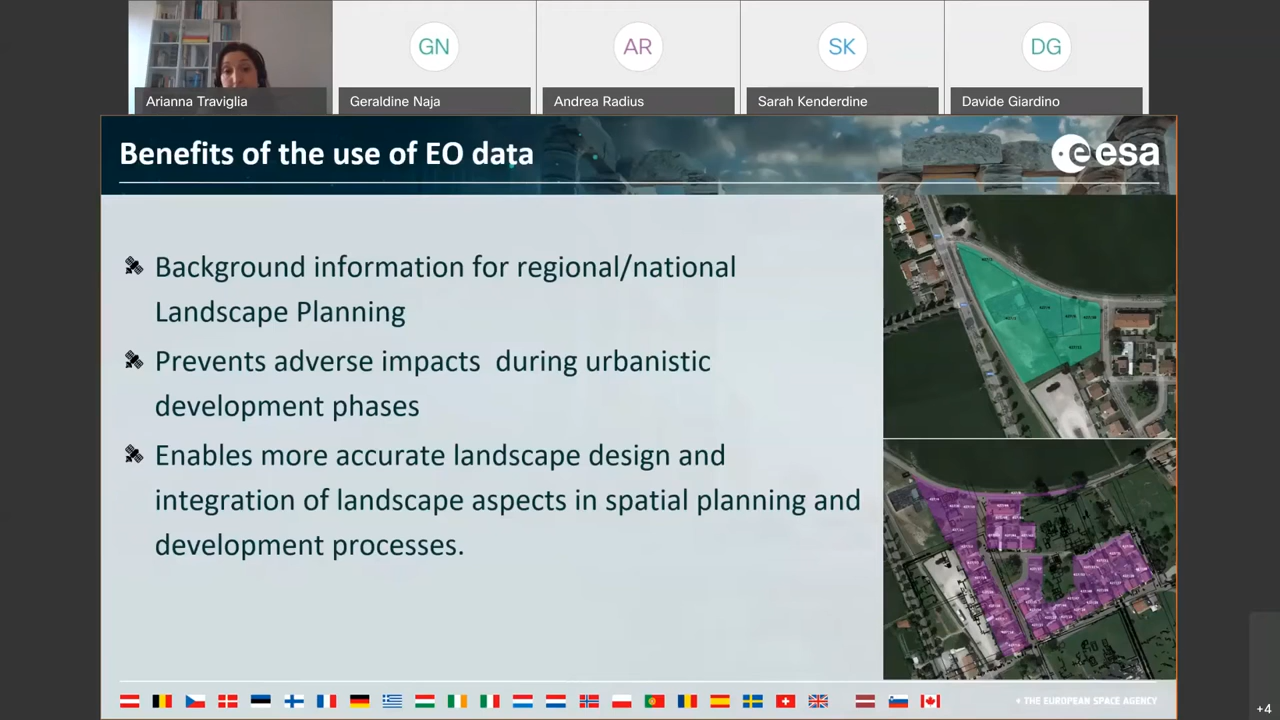 GN
AR
SK
DG
Arianna Traviglia
Geraldine Naja
Andrea Radius
Sarah Kenderdine
Davide Giardino
Benefits of the use of EO data
esa
Background information for regional/national
Landscape Planning
Prevents adverse impacts during urbanistic
development phases
Enables more accurate landscape design and
integration of landscape aspects in spatial planning and
development processes.
THE EUROPEAN SPACE AGENCY
+4